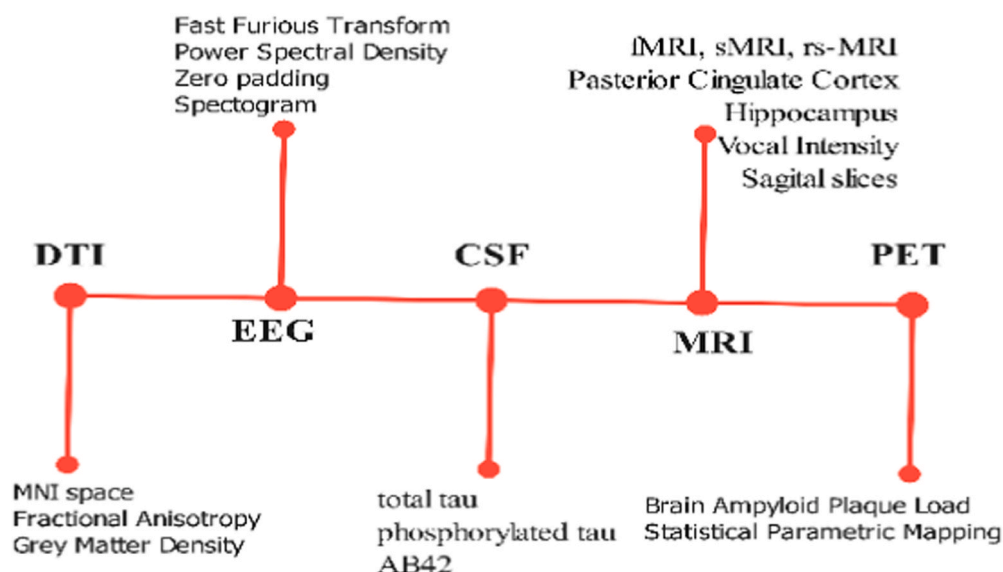 Fast Furious Transform
Power Spectral Density
Zero padding
Spectogram
fMRI, sMRI, rs-MRI
Pasterior Cingulate Cortex
Hippocampus
Vocal Intensity
Sagital slices
DTI
EEG
CSF
MRI
PET
MNI space
Fractional Anisotropy
Grey Matter Density
total tau
phosphorylated tau
AB42
Brain Ampyloid Plaque Load
Statistical Parametric Mapping